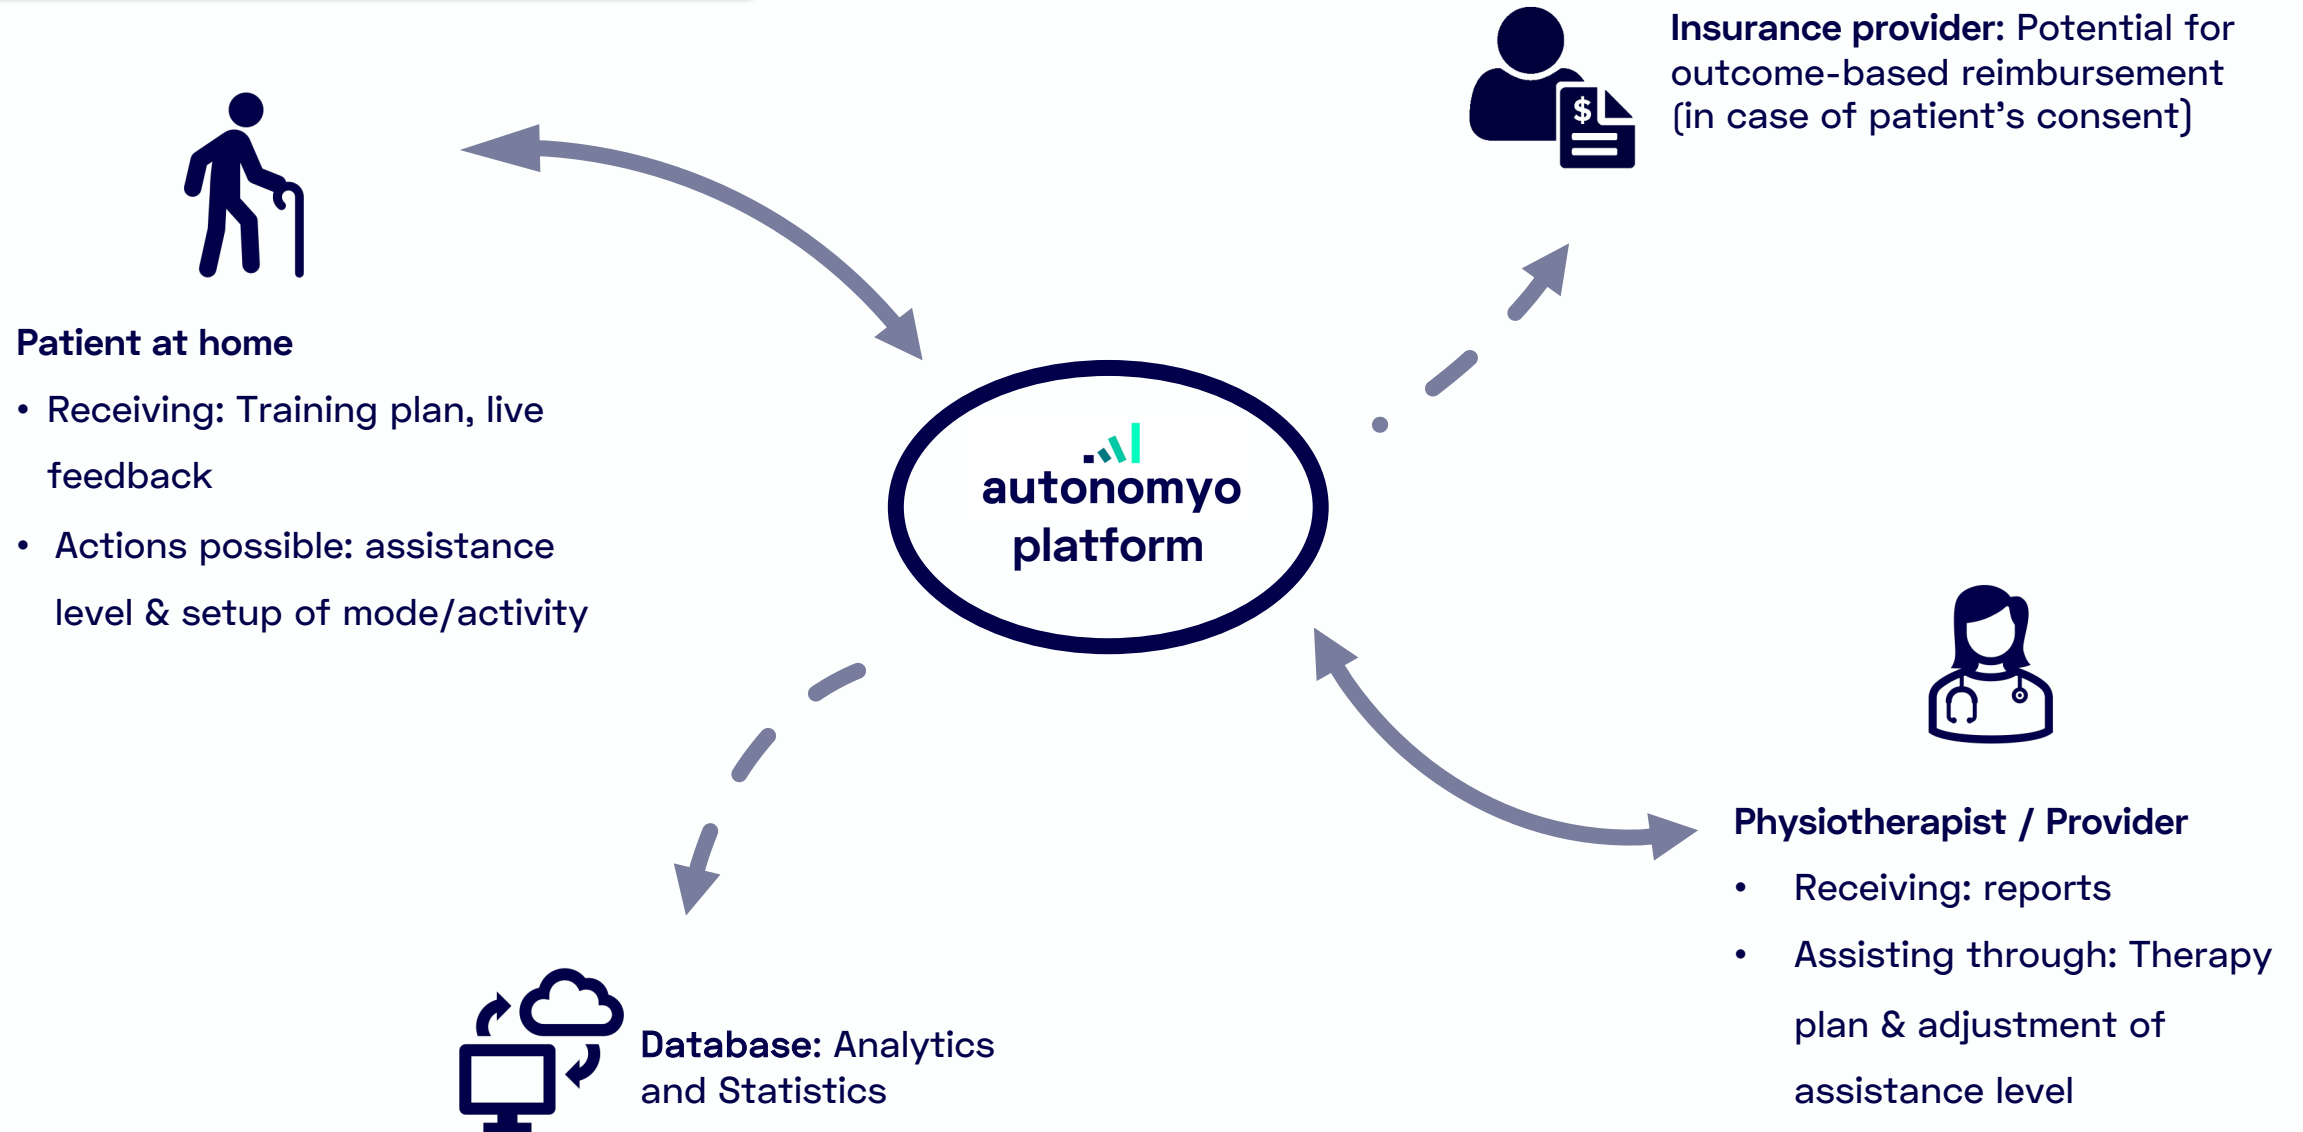 Insurance provider: Potential for
outcome-based reimbursement
(in case of patient's consent)
$
Patient at home
• Receiving: Training plan, live
feedback
• Actions possible: assistance
level & setup of mode/activity
autonomyo
platform
Physiotherapist / Provider
• Receiving: reports
• Assisting through: Therapy
plan & adjustment of
assistance level
Database: Analytics
and Statistics